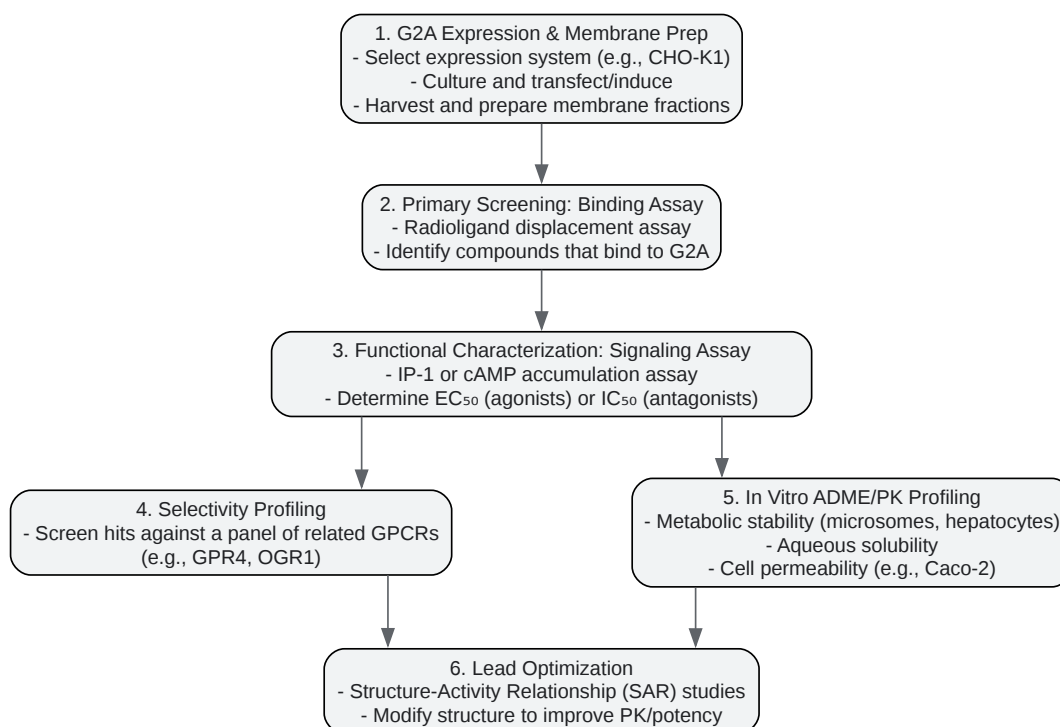 1. G2A Expression & Membrane Prep
- Select expression system (e.g., CHO-K1)
- Culture and transfect/induce
- Harvest and prepare membrane fractions
2. Primary Screening: Binding Assay
- Radioligand displacement assay
- Identify compounds that bind to G2A
3. Functional Characterization: Signaling Assay
- IP-1 or cAMP accumulation assay
- Determine EC₅₀ (agonists) or IC₅₀ (antagonists)
4. Selectivity Profiling
- Screen hits against a panel of related GPCRs
(e.g., GPR4, OGR1)
5. In Vitro ADME/PK Profiling
- Metabolic stability (microsomes, hepatocytes)
- Aqueous solubility
- Cell permeability (e.g., Caco-2)
6. Lead Optimization
- Structure-Activity Relationship (SAR) studies
- Modify structure to improve PK/potency